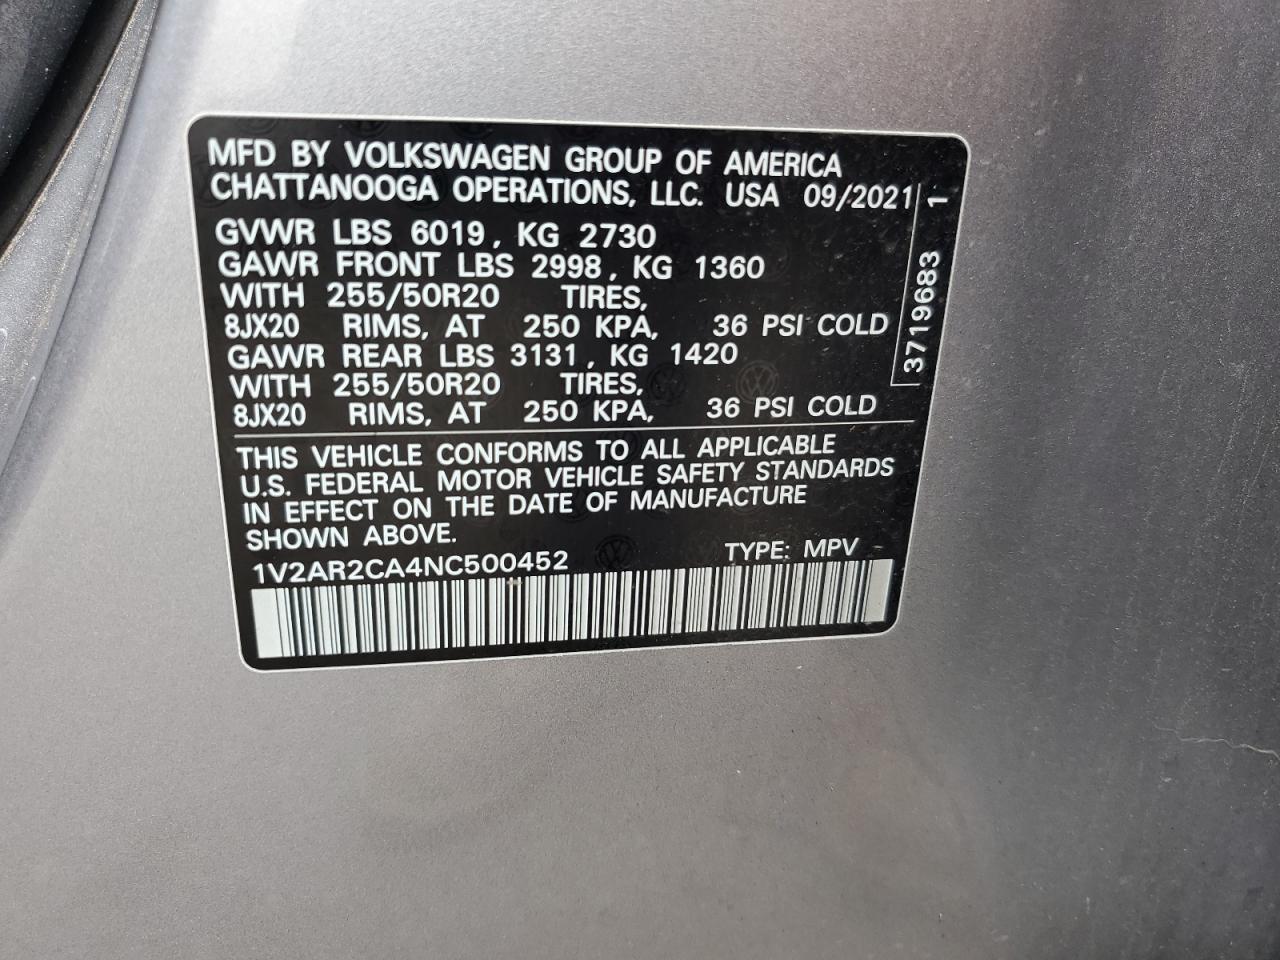 MFD BY VOLKSWAGEN GROUP OF AMERICA
CHATTANOOGA OPERATIONS, LLC. USA 09/2021
GVWR LBS 6019, KG 2730
GAWR FRONT LBS 2998, KG 1360
WITH 255/50R20 TIRES,
8JX20 RIMS, AT 250 KPA, 36 PSI COLD
GAWR REAR LBS 3131, KG 1420
WITH 255/50R20 TIRES,
8JX20 RIMS, AT 250 KPA, 36 PSI COLD
3719683 1
THIS VEHICLE CONFORMS TO ALL APPLICABLE
U.S. FEDERAL MOTOR VEHICLE SAFETY STANDARDS
IN EFFECT ON THE DATE OF MANUFACTURE
SHOWN ABOVE.
1V2AR2CA4NC500452 TYPE: MPV